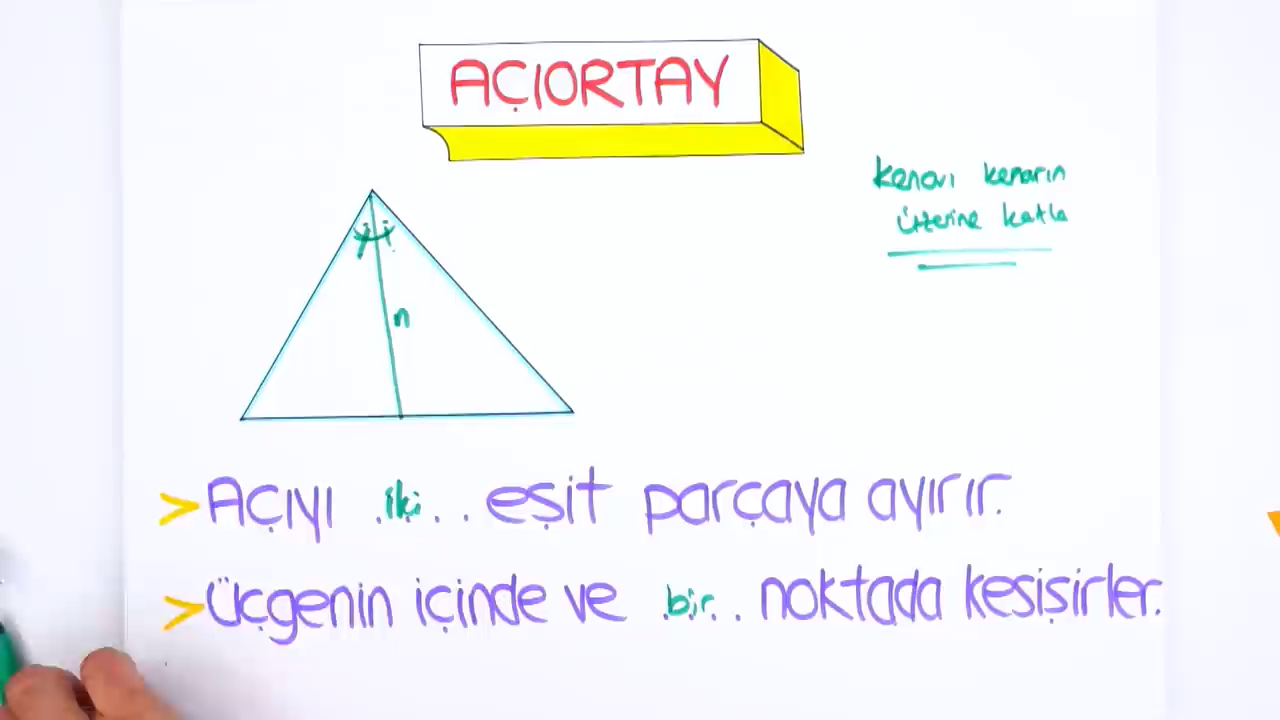 AÇIORTAY
Kenarı kenarın
üzerine katla
n
> Açıyı .iki. . eşit parçaya ayırır.
> Üçgenin içinde ve .bir. . noktada kesişirler.